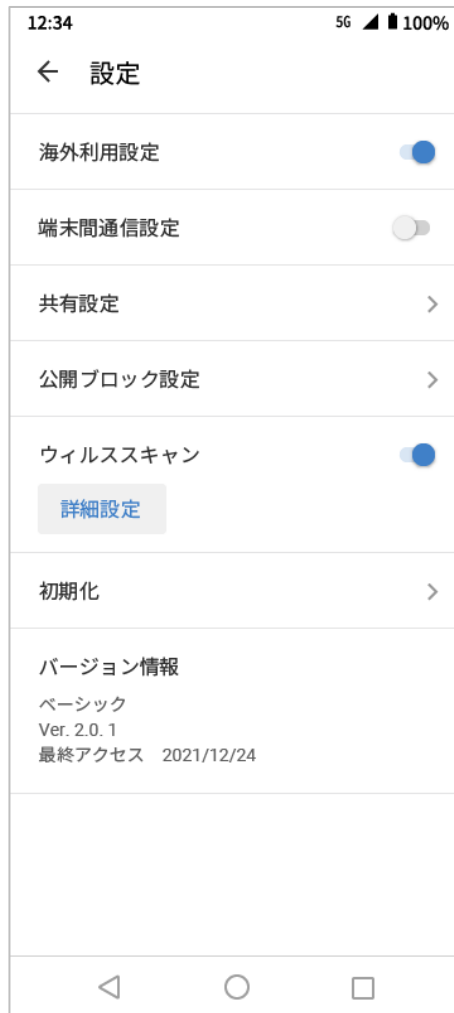 12:34 5G 100%
設定
海外利用設定
端末間通信設定
共有設定
公開ブロック設定
ウィルススキャン
詳細設定
初期化
バージョン情報
ベーシック
Ver. 2.0. 1
最終アクセス 2021/12/24